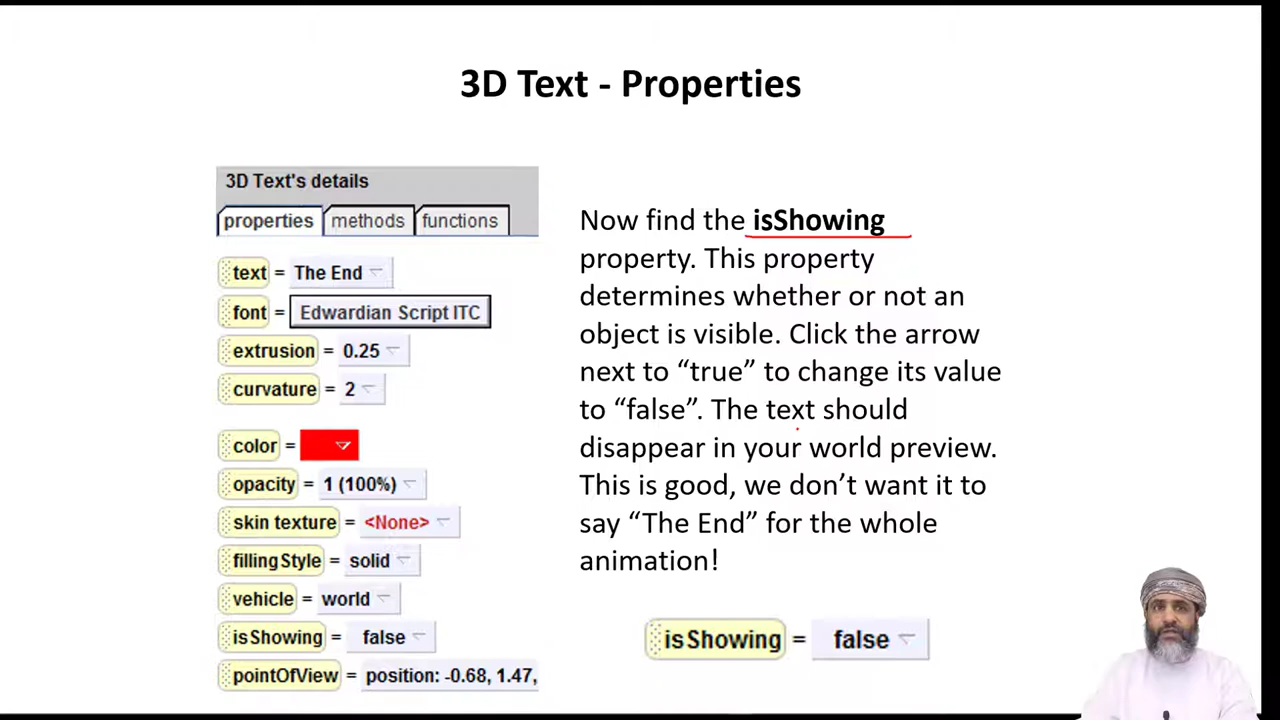 3D Text - Properties
3D Text's details
properties methods functions
text = The End
font = Edwardian Script ITC
extrusion = 0.25
curvature = 2
color =
opacity = 1 (100%)
skin texture = <None>
fillingStyle = solid
vehicle = world
isShowing = false
pointOfView = position: -0.68, 1.47,
Now find the isShowing
property. This property
determines whether or not an
object is visible. Click the arrow
next to “true” to change its value
to “false”. The text should
disappear in your world preview.
This is good, we don’t want it to
say “The End” for the whole
animation!
isShowing = false